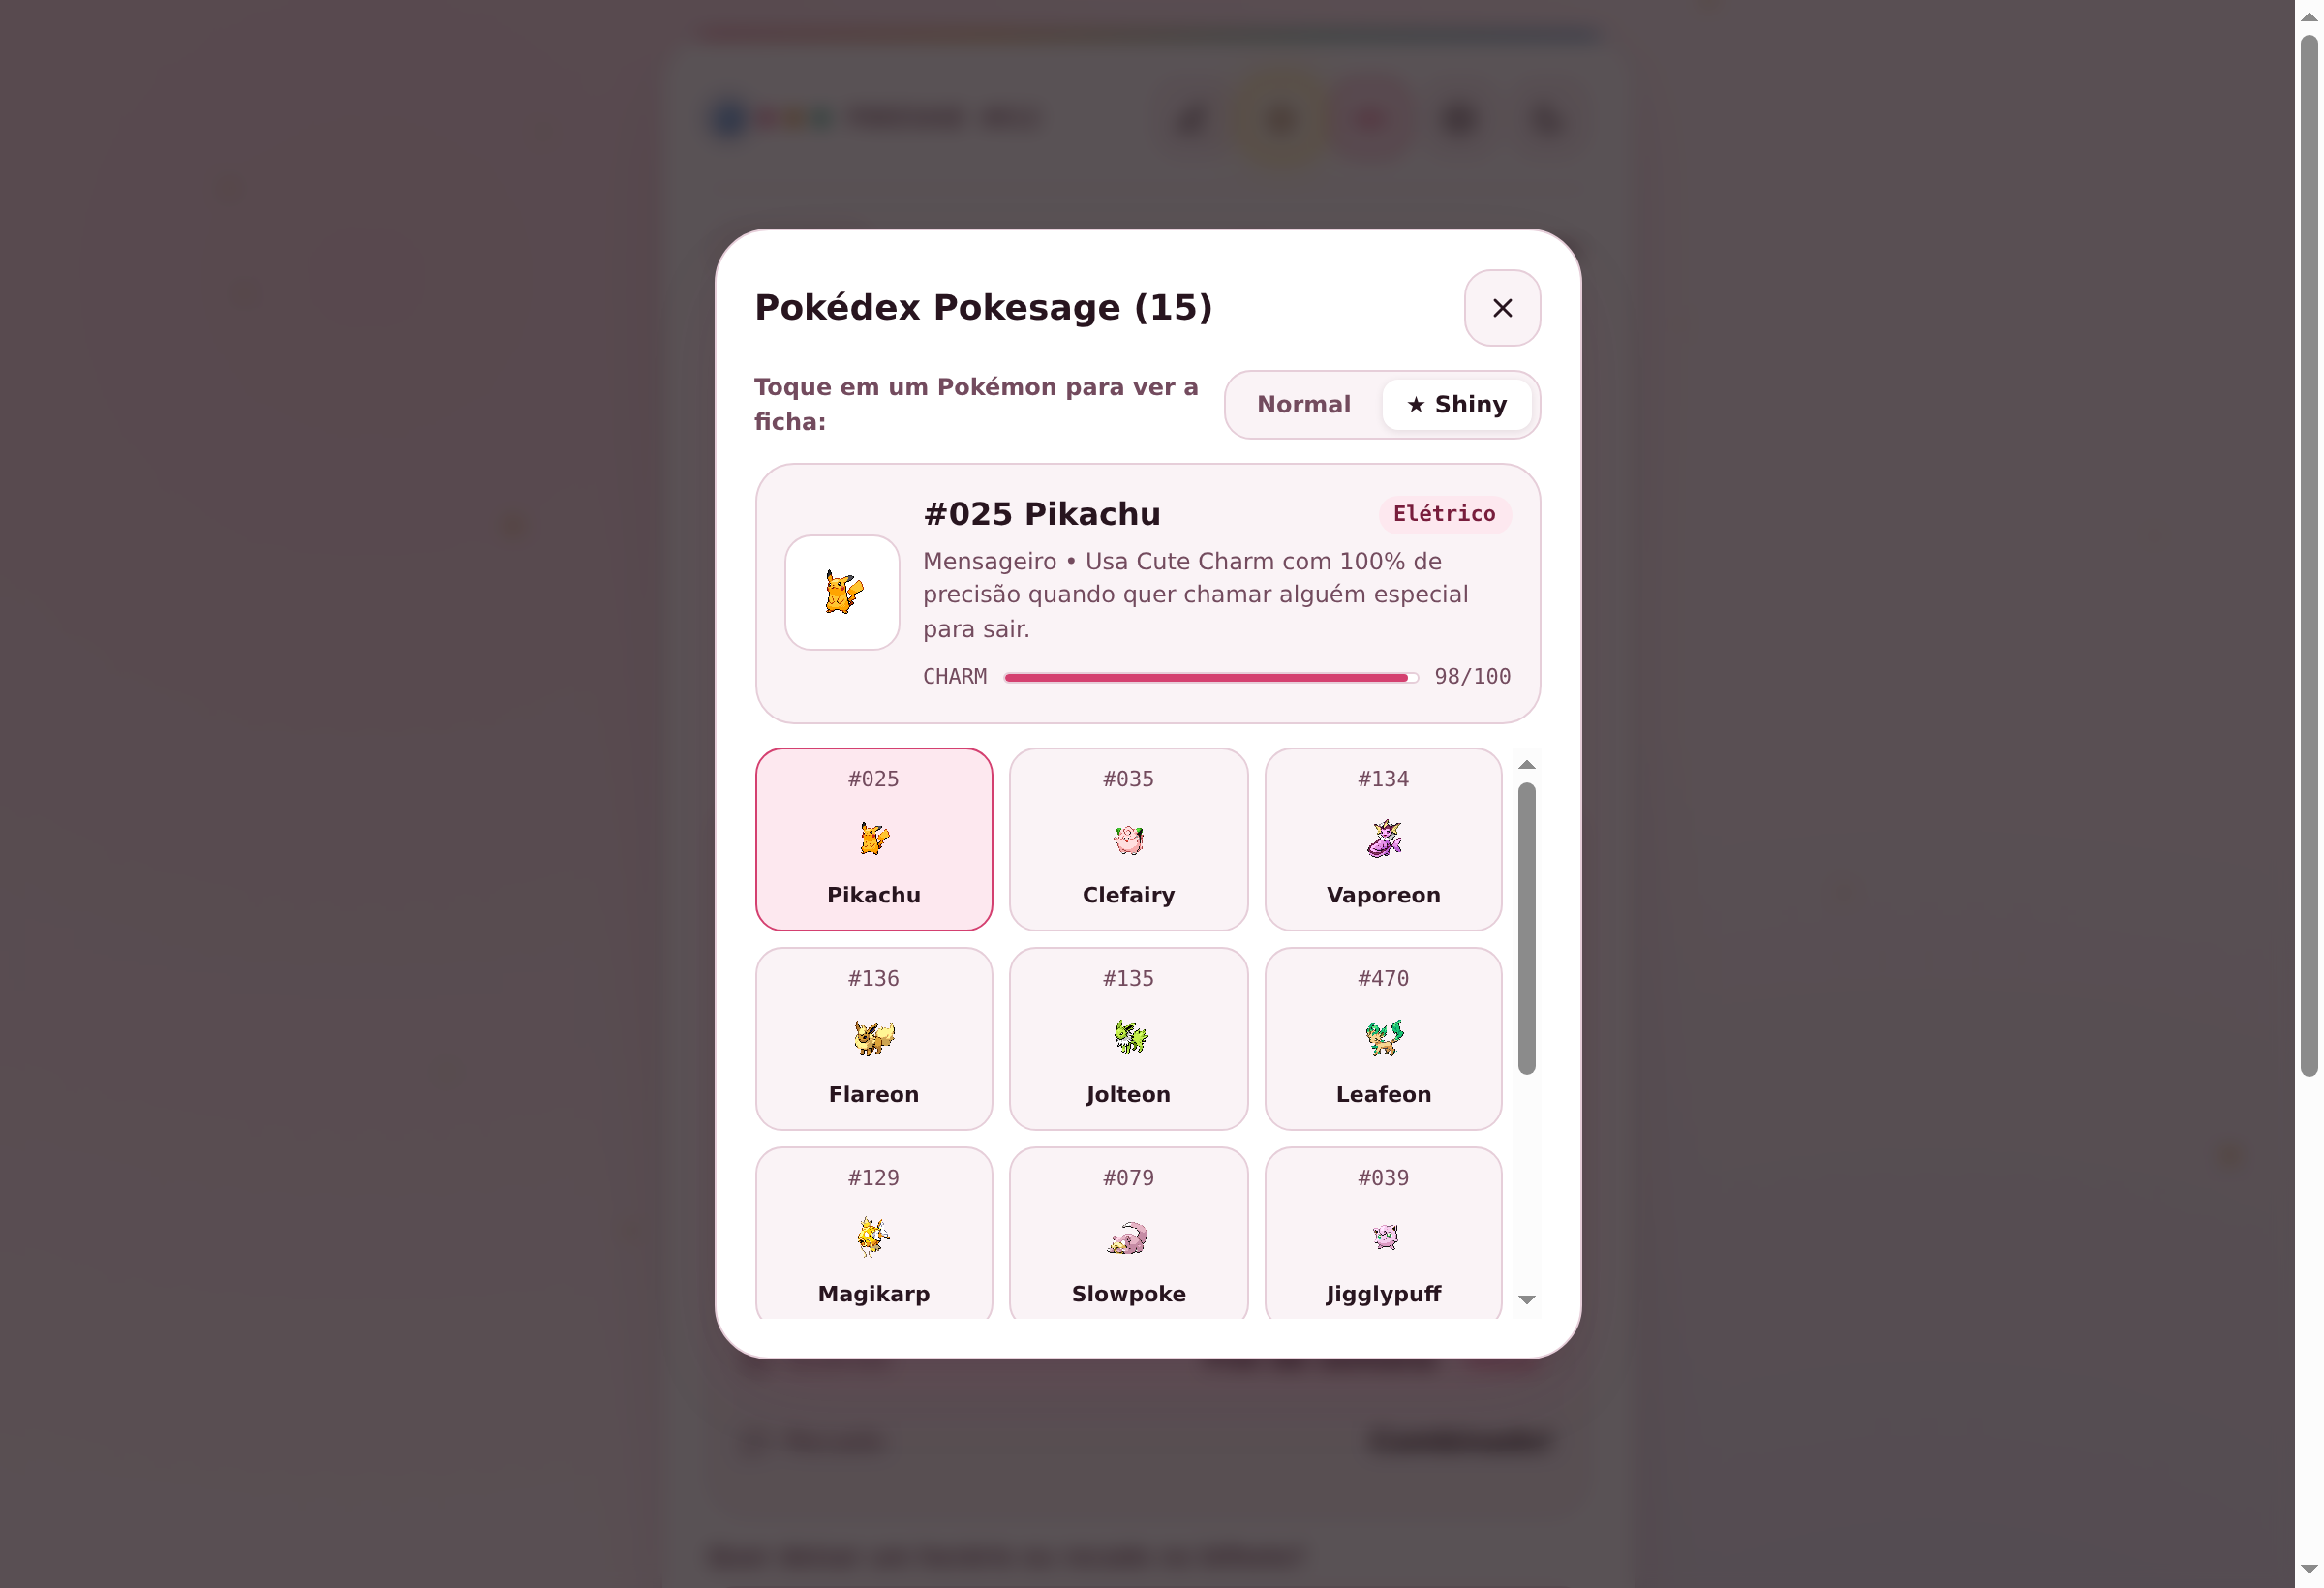 Pokédex Pokesage (15)
Toque em um Pokémon para ver a
ficha:
Normal
★ Shiny
#025 Pikachu
Elétrico
Mensageiro • Usa Cute Charm com 100% de
precisão quando quer chamar alguém especial
para sair.
CHARM
98/100
#025
Pikachu
#035
Clefairy
#134
Vaporeon
#136
Flareon
#135
Jolteon
#470
Leafeon
#129
Magikarp
#079
Slowpoke
#039
Jigglypuff